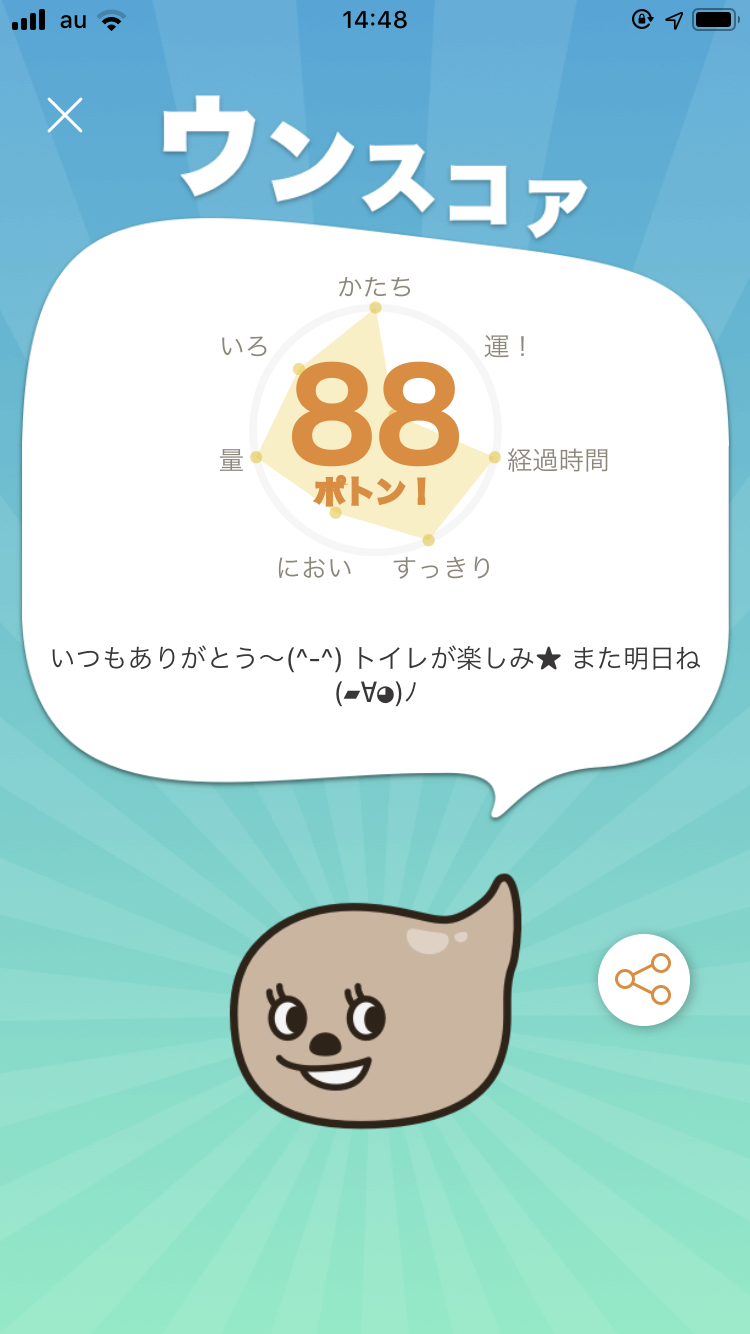 au 14:48
ウンスコア
かたち
いろ 運！
88
量 経過時間
ポトン！
におい すっきり
いつもありがとう〜(^-^) トイレが楽しみ★ また明日ね
(▰∀◕)ﾉ